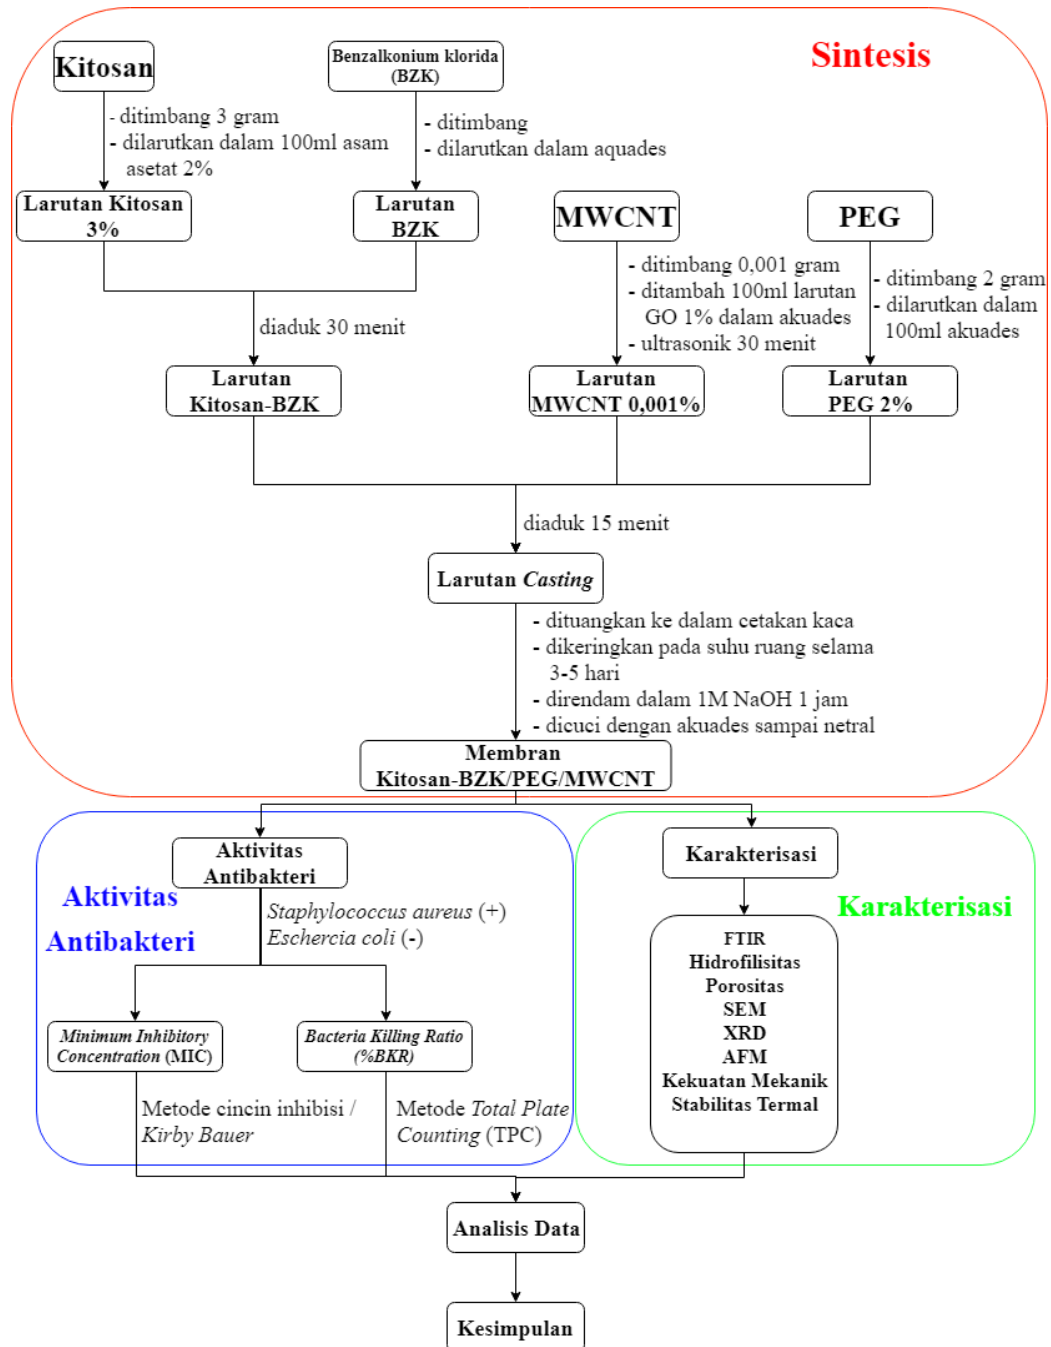 Sintesis
Kitosan
Benzalkonium klorida
(BZK)
- ditimbang 3 gram
- dilarutkan dalam 100ml asam
asetat 2%
- ditimbang
- dilarutkan dalam aquades
Larutan Kitosan
3%
Larutan
BZK
MWCNT
PEG
- ditimbang 0,001 gram
- ditambah 100ml larutan
GO 1% dalam akuades
- ultrasonik 30 menit
- ditimbang 2 gram
- dilarutkan dalam
100ml akuades
diaduk 30 menit
Larutan
Kitosan-BZK
Larutan
MWCNT 0,001%
Larutan
PEG 2%
diaduk 15 menit
Larutan Casting
- dituangkan ke dalam cetakan kaca
- dikeringkan pada suhu ruang selama
3-5 hari
- direndam dalam 1M NaOH 1 jam
- dicuci dengan akuades sampai netral
Membran
Kitosan-BZK/PEG/MWCNT
Aktivitas
Antibakteri
Aktivitas
Antibakteri
Staphylococcus aureus (+)
Eschercia coli (-)
Minimum Inhibitory
Concentration (MIC)
Bacteria Killing Ratio
(%BKR)
Metode cincin inhibisi /
Kirby Bauer
Metode Total Plate
Counting (TPC)
Karakterisasi
Karakterisasi
FTIR
Hidrofilisitas
Porositas
SEM
XRD
AFM
Kekuatan Mekanik
Stabilitas Termal
Analisis Data
Kesimpulan